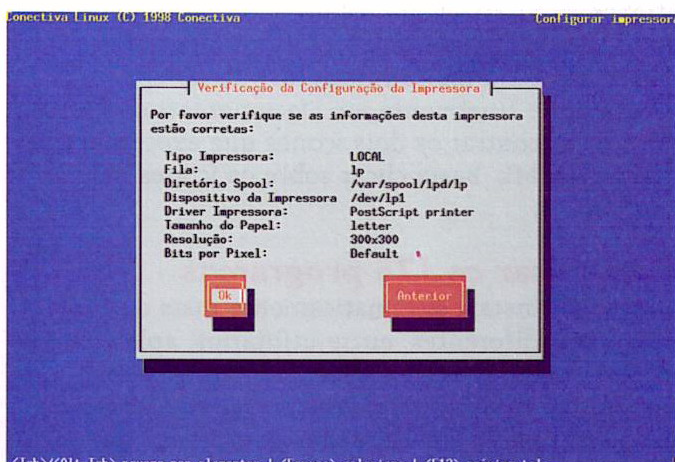 Conectiva Linux (C) 1998 Conectiva
Configurar impressora
Verificação da Configuração da Impressora
Por favor verifique se as informações desta impressora
estão corretas:
Tipo Impressora: LOCAL
Fila: lp
Diretório Spool: /var/spool/lpd/lp
Dispositivo da Impressora /dev/lp1
Driver Impressora: PostScript printer
Tamanho do Papel: letter
Resolução: 300x300
Bits por Pixel: Default
Ok
Anterior